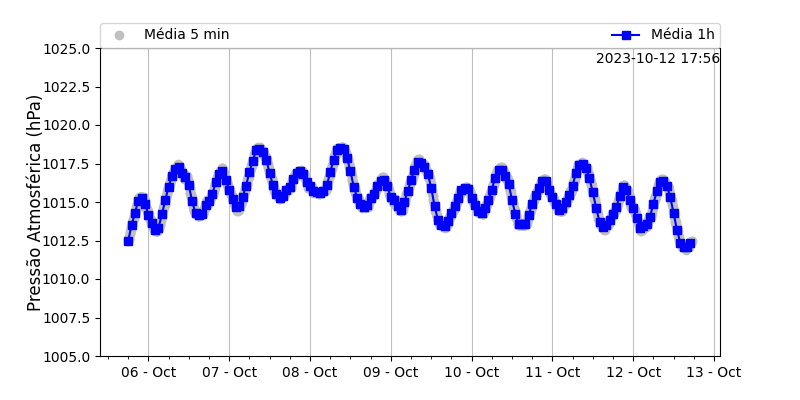 Média 5 min
Média 1h
2023-10-12 17:56
Pressão Atmosférica (hPa)
1025.0
1022.5
1020.0
1017.5
1015.0
1012.5
1010.0
1007.5
1005.0
06 - Oct
07 - Oct
08 - Oct
09 - Oct
10 - Oct
11 - Oct
12 - Oct
13 - Oct